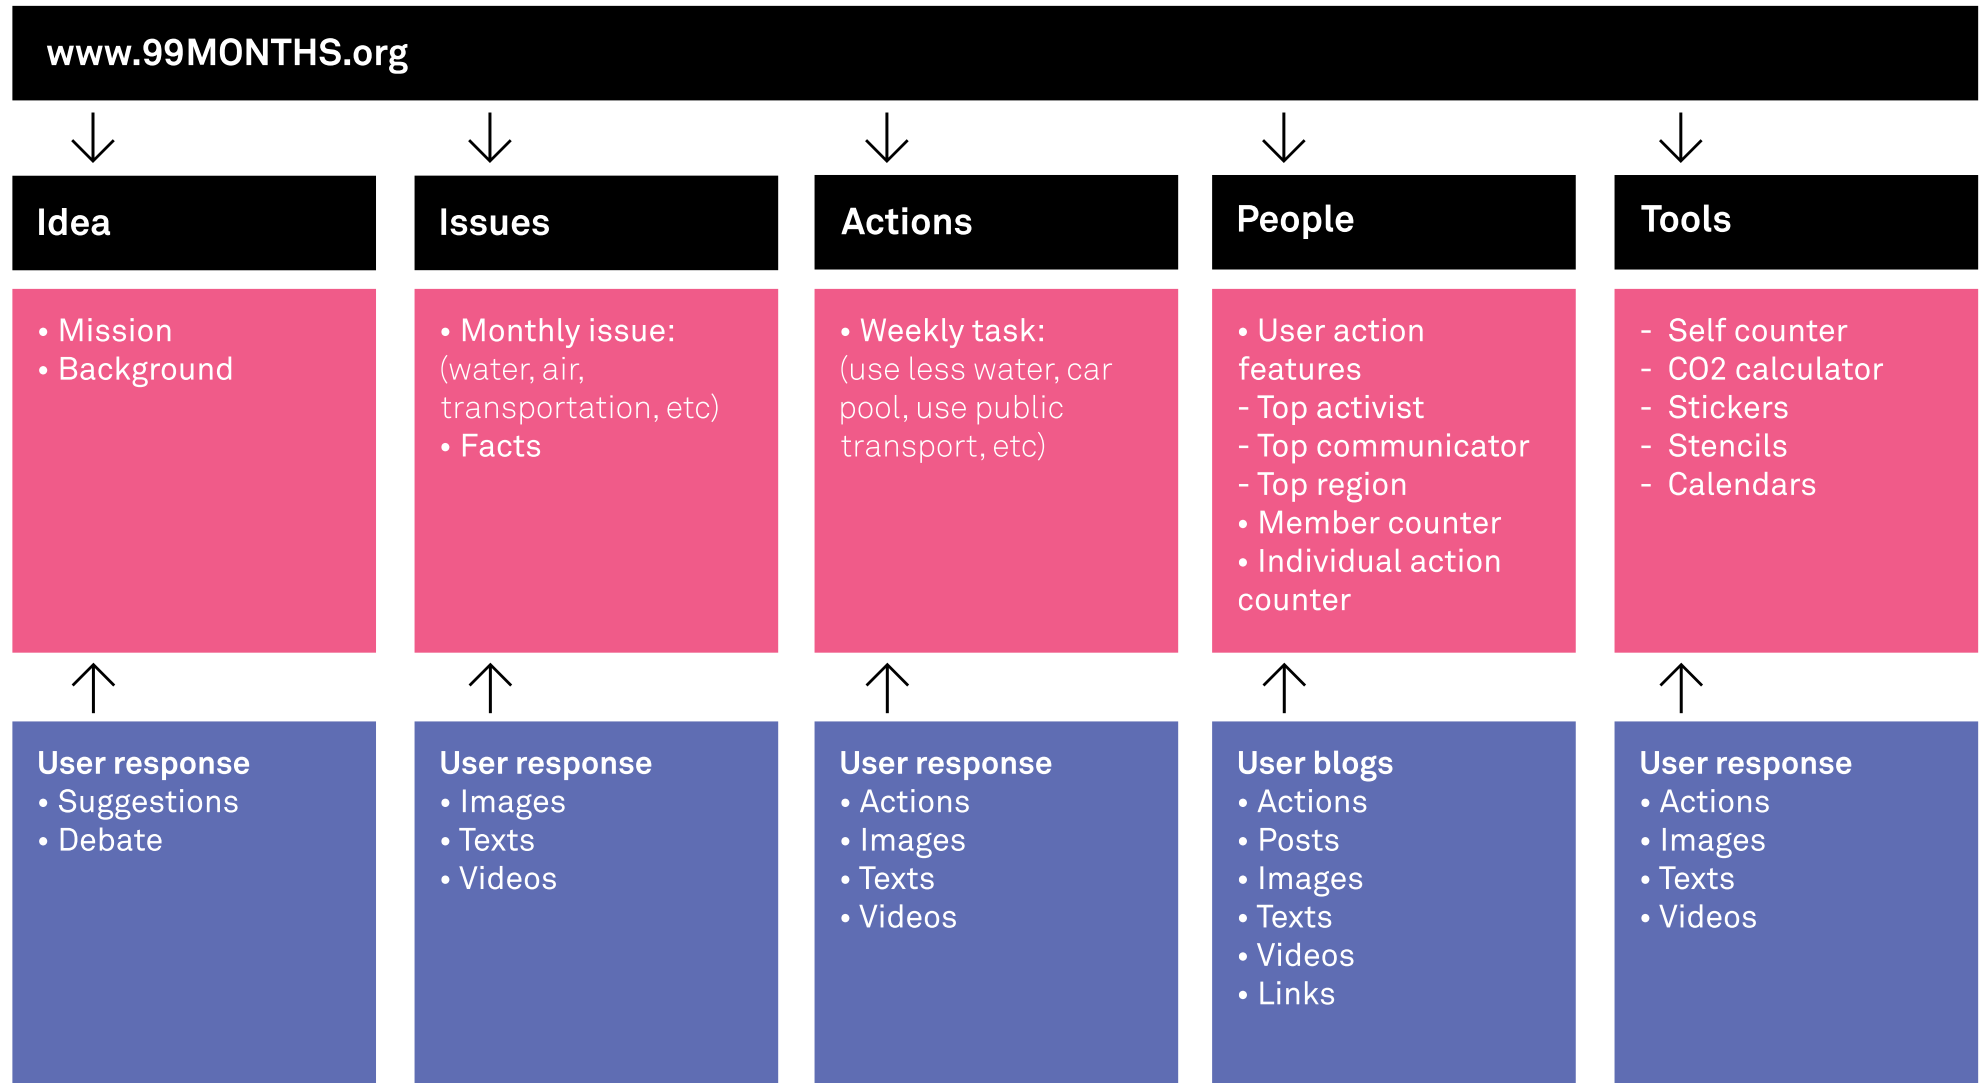 www.99MONTHS.org
Idea
• Mission
• Background
User response
• Suggestions
• Debate
Issues
• Monthly issue:
(water, air,
transportation, etc)
• Facts
User response
• Images
• Texts
• Videos
Actions
• Weekly task:
(use less water, car
pool, use public
transport, etc)
User response
• Actions
• Images
• Texts
• Videos
People
• User action
features
- Top activist
- Top communicator
- Top region
• Member counter
• Individual action
counter
User blogs
• Actions
• Posts
• Images
• Texts
• Videos
• Links
Tools
- Self counter
- CO2 calculator
- Stickers
- Stencils
- Calendars
User response
• Actions
• Images
• Texts
• Videos